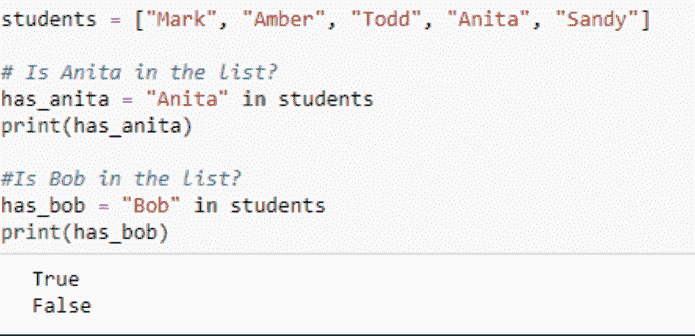 students = ["Mark", "Amber", "Todd", "Anita", "Sandy"]
# Is Anita in the List?
has_anita = "Anita" in students
print(has_anita)
#Is Bob in the List?
has_bob = "Bob" in students
print(has_bob)
True
False